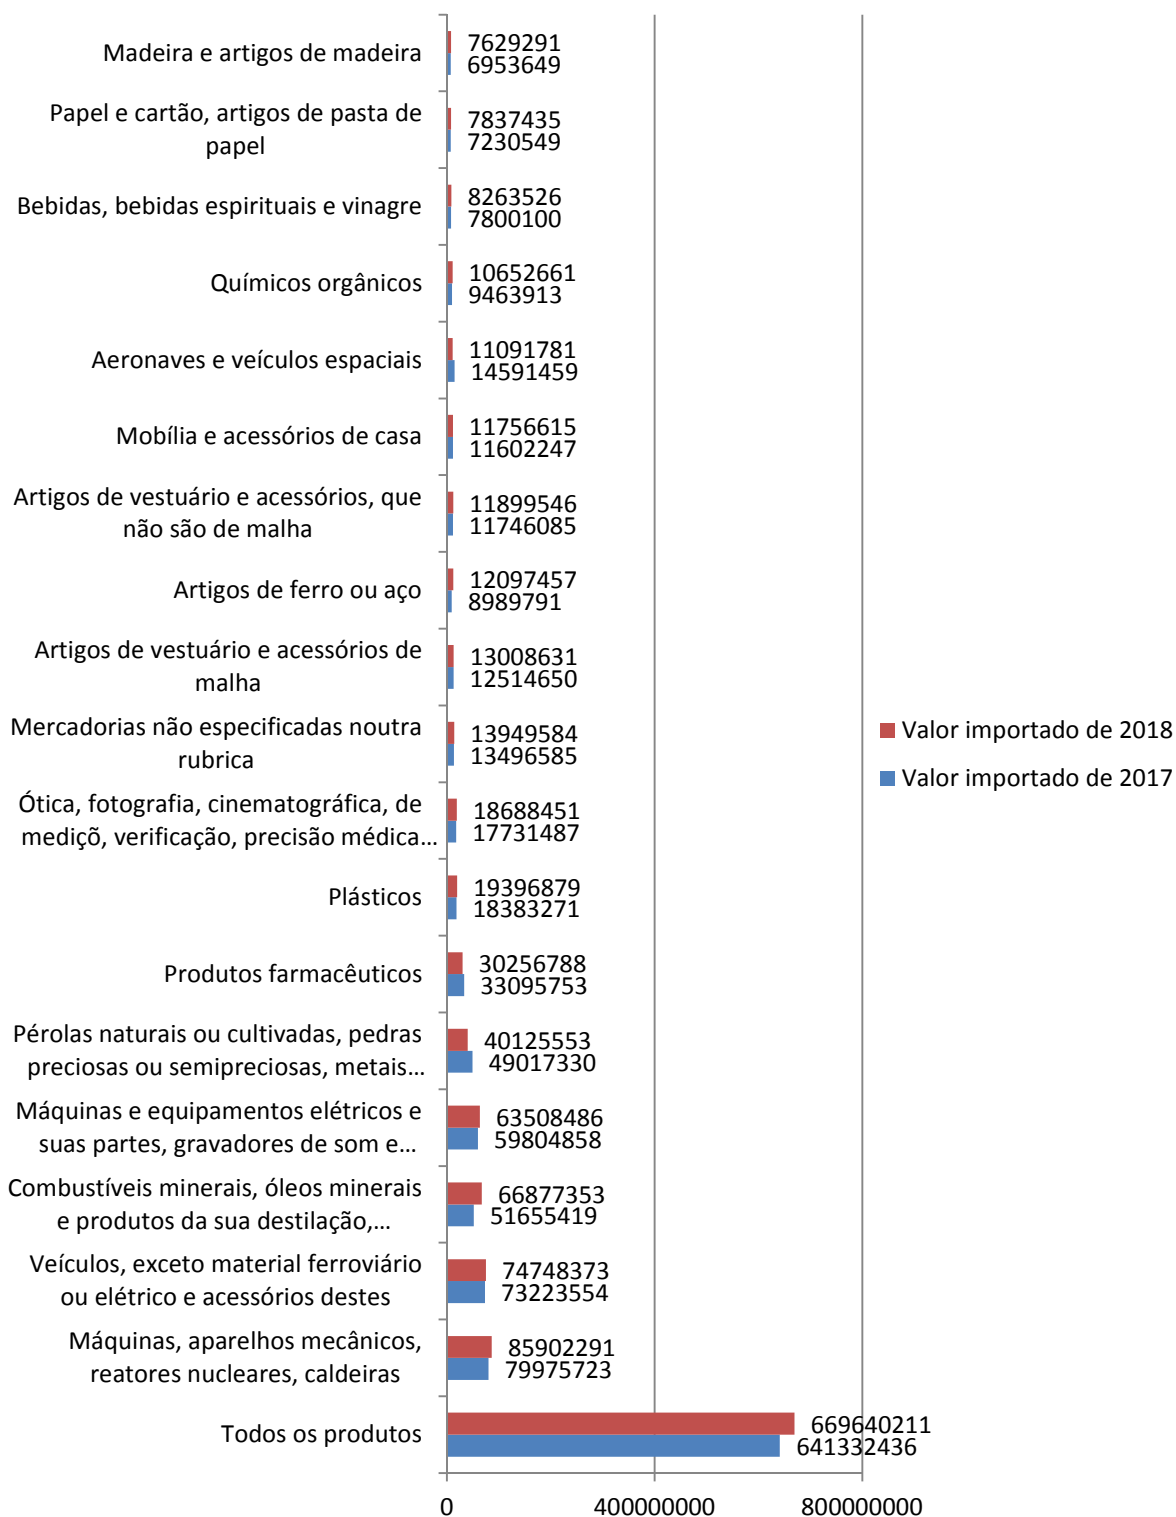 Madeira e artigos de madeira
7629291
6953649
Papel e cartão, artigos de pasta de
papel
7837435
7230549
Bebidas, bebidas espirituais e vinagre
8263526
7800100
Químicos orgânicos
10652661
9463913
Aeronaves e veículos espaciais
11091781
14591459
Mobília e acessórios de casa
11756615
11602247
Artigos de vestuário e acessórios, que
não são de malha
11899546
11746085
Artigos de ferro ou aço
12097457
8989791
Artigos de vestuário e acessórios de
malha
13008631
12514650
Mercadorias não especificadas noutra
rubrica
13949584
13496585
Ótica, fotografia, cinematográfica, de
mediçõ, verificação, precisão médica…
18688451
17731487
Plásticos
19396879
18383271
Produtos farmacêuticos
30256788
33095753
Pérolas naturais ou cultivadas, pedras
preciosas ou semipreciosas, metais…
40125553
49017330
Máquinas e equipamentos elétricos e
suas partes, gravadores de som e…
63508486
59804858
Combustíveis minerais, óleos minerais
e produtos da sua destilação,…
66877353
51655419
Veículos, exceto material ferroviário
ou elétrico e acessórios destes
74748373
73223554
Máquinas, aparelhos mecânicos,
reatores nucleares, caldeiras
85902291
79975723
Todos os produtos
669640211
641332436
0 400000000 800000000
Valor importado de 2018
Valor importado de 2017